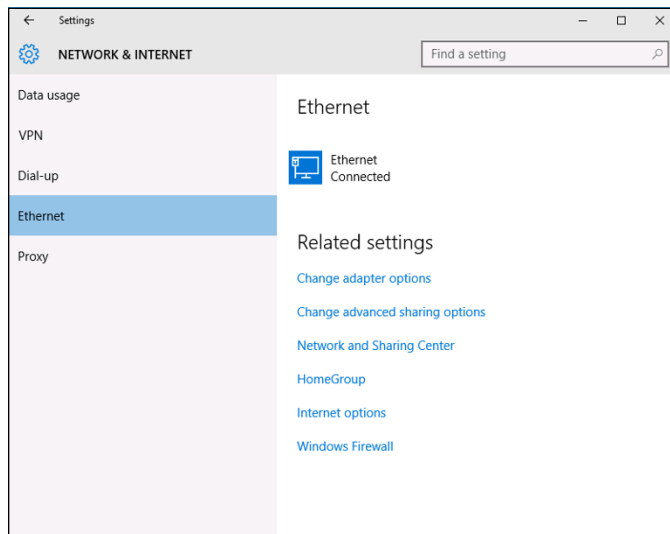 Settings
NETWORK & INTERNET
Find a setting
Data usage
VPN
Dial-up
Ethernet
Proxy
Ethernet
Ethernet
Connected
Related settings
Change adapter options
Change advanced sharing options
Network and Sharing Center
HomeGroup
Internet options
Windows Firewall